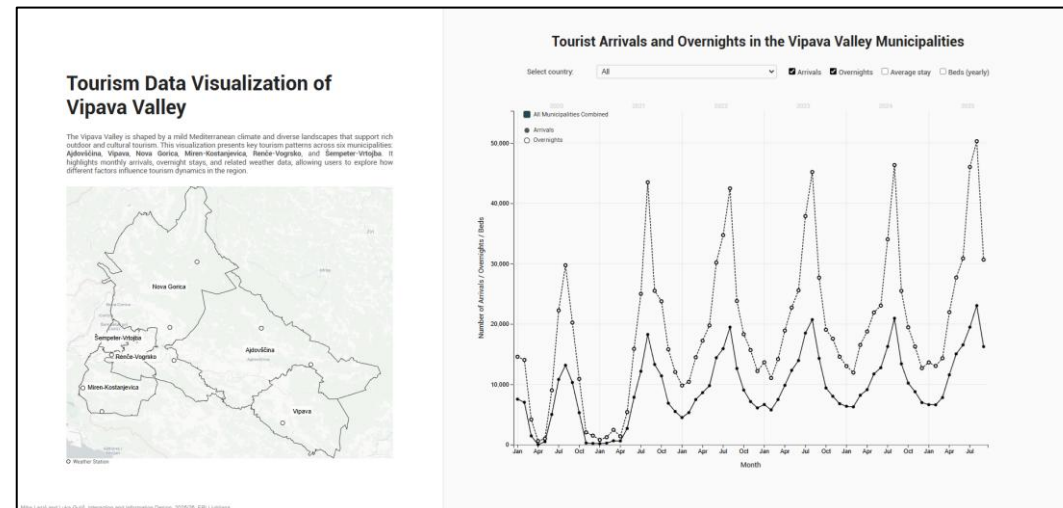 Tourism Data Visualization of
Vipava Valley
The Vipava Valley is shaped by a mild Mediterranean climate and diverse landscapes that support rich
outdoor and cultural tourism. This visualization presents key tourism patterns across six municipalities:
Ajdovščina, Vipava, Nova Gorica, Miren-Kostanjevica, Renče-Vogrsko, and Šempeter-Vrtojba. It
highlights monthly arrivals, overnight stays, and related weather data, allowing users to explore how
different factors influence tourism dynamics in the region.
Nova Gorica
Šempeter-Vrtojba
Renče-Vogrsko
Ajdovščina
Miren-Kostanjevica
Vipava
Weather Station
Tourist Arrivals and Overnights in the Vipava Valley Municipalities
Select country:
All
Arrivals
Overnights
Average stay
Beds (yearly)
2020 2021 2022 2023 2024 2025
All Municipalities Combined
Arrivals
Overnights
Number of Arrivals / Overnights / Beds
50,000
40,000
30,000
20,000
10,000
0
Jan Apr Jul Oct Jan Apr Jul Oct Jan Apr Jul Oct Jan Apr Jul Oct Jan Apr Jul Oct Jan Apr Jul
Month